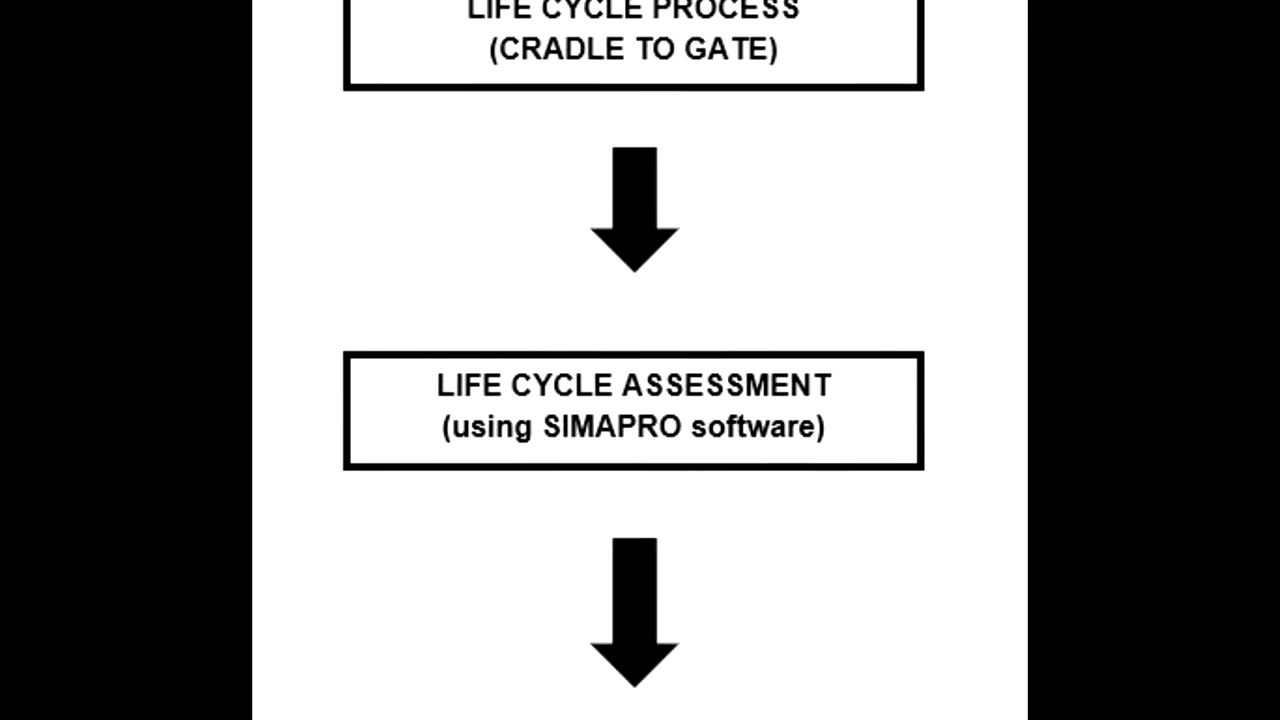 LIFE CYCLE PROCESS
(CRADLE TO GATE)
LIFE CYCLE ASSESSMENT
(using SIMAPRO software)